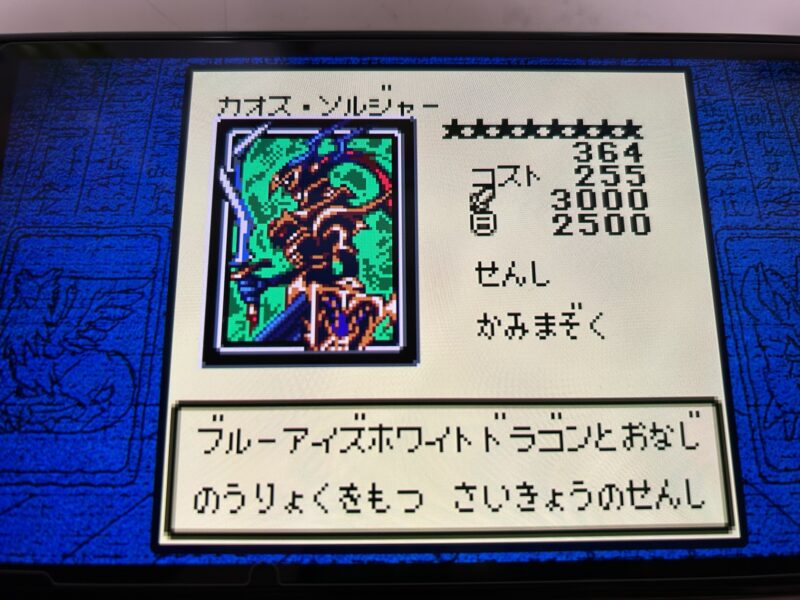 カオス・ソルジャー
★★★★★★★★
364
コスト 255
3000
2500
せんし
かみまぞく
ブルーアイズホワイトドラゴンとおなじ
のうりょくをもつ さいきょうのせんし